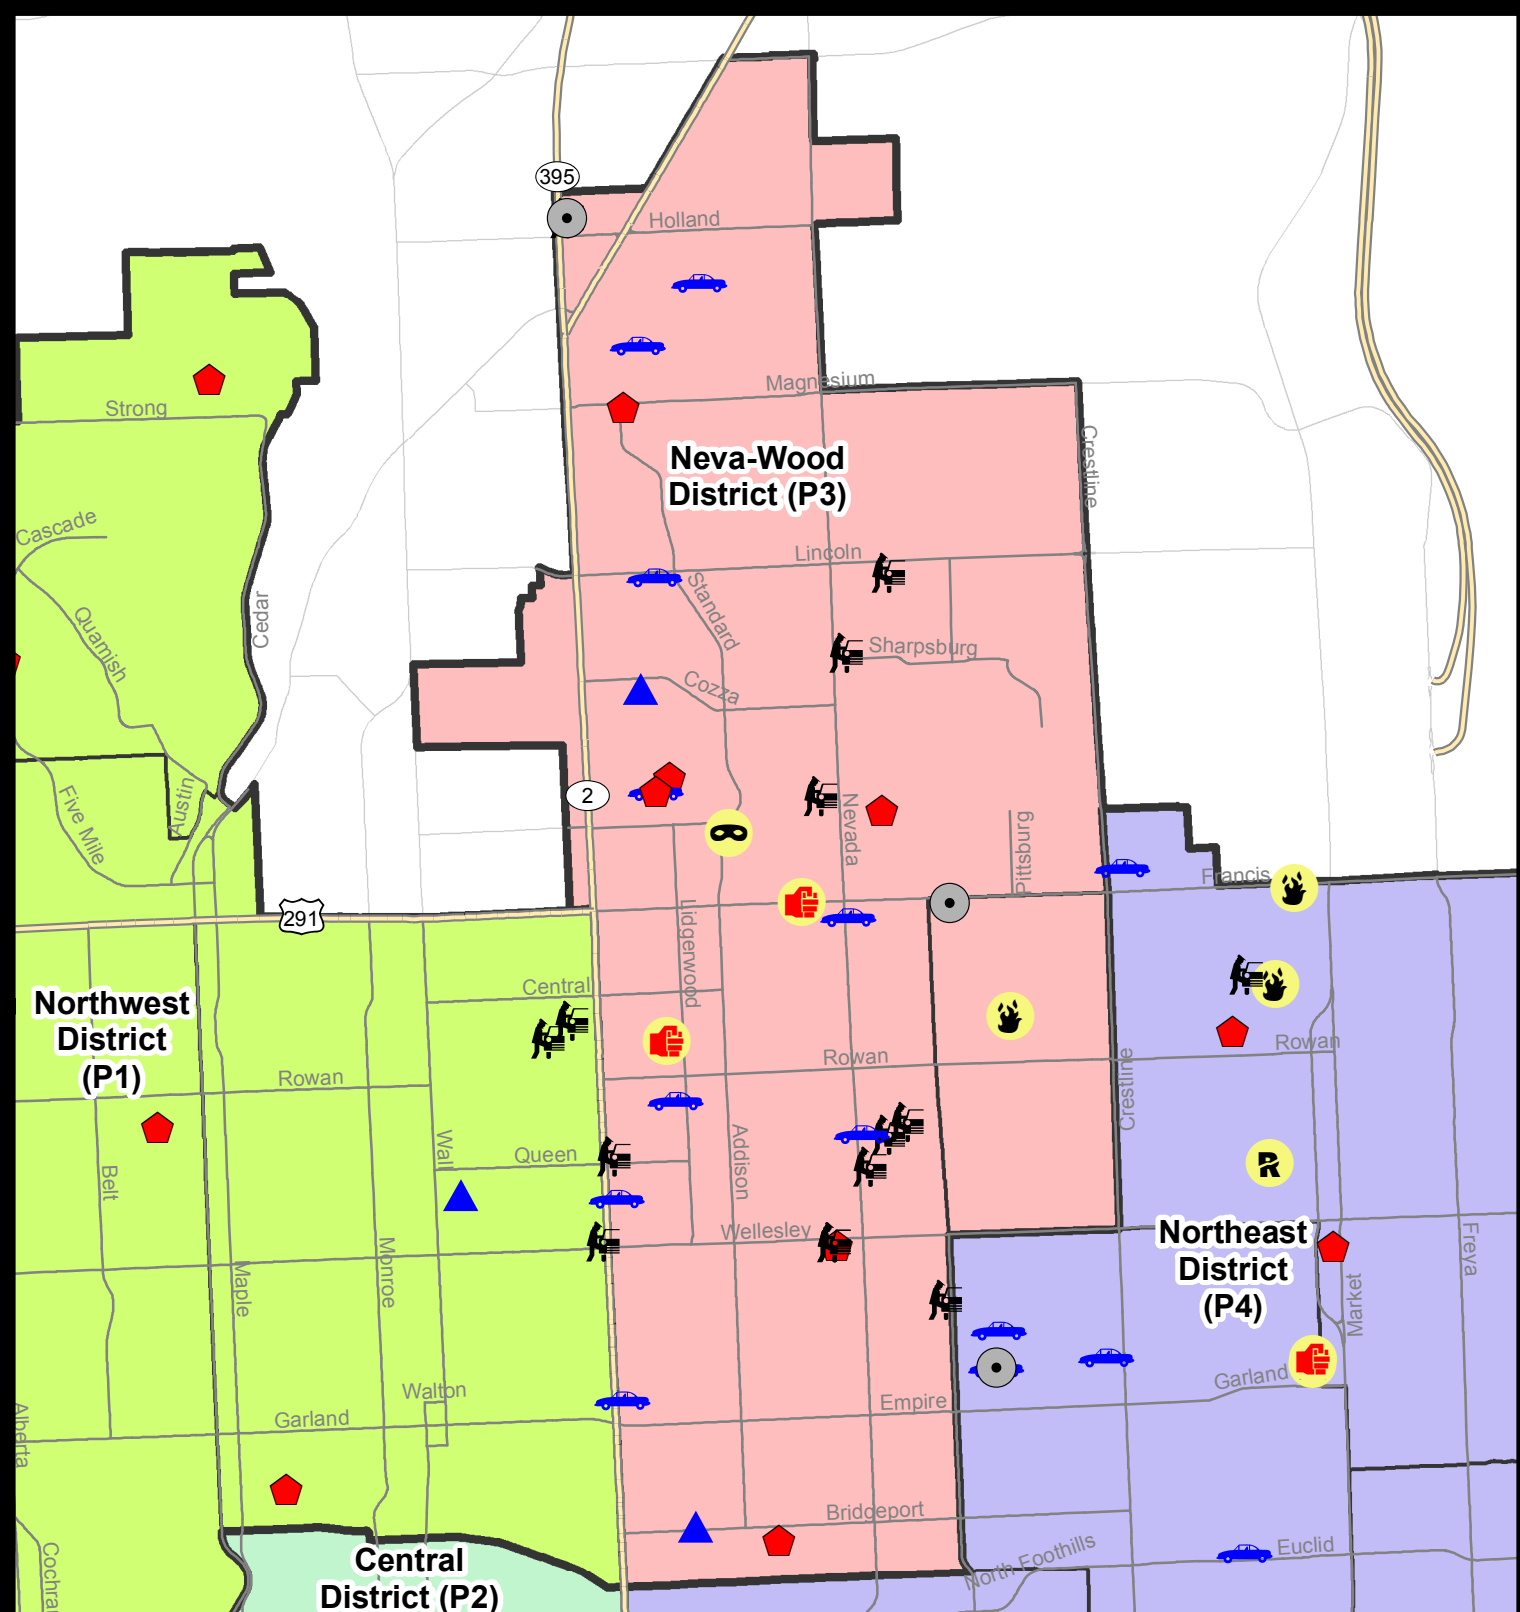 395
Holland
Magnesium
Strong
Crestline
Neva-Wood
District (P3)
Cascade
Lincoln
Standard
Quamish
Cedar
Sharpsburg
Cozza
2
Five Mile
Austin
Nevada
Pittsburg
Francis
291
Lidgerwood
Central
Northwest
District
(P1)
Rowan
Rowan
Rowan
Crestline
Wall
Queen
Belt
Addison
Wellesley
R
Northeast
District
(P4)
Freya
Monroe
Maple
Market
Walton
Garland
Garland
Empire
Alberta
Bridgeport
Cochra
Central
District (P2)
North Foothills
Euclid